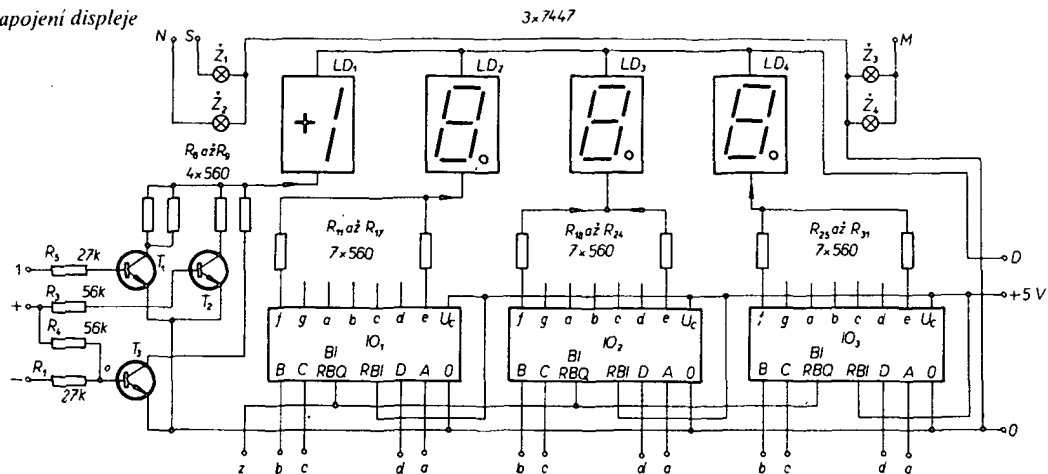 apojení displeje
3×7447
N S
M
Ž1
Ž2
Ž3
Ž4
LD1
LD2
LD3
LD4
+1
8.
8.
8.
R6 až R9
4×560
R11 až R17
7×560
R18 až R24
7×560
R25 až R31
7×560
D
+5 V
0
1
R5 27k
T1
T2
+
R3 56k
R4 56k
T3
-
R1 27k
f g a b c d e Uc
IO1
BI
B C RBQ RBI D A 0
f g a b c d e Uc
IO2
BI
B C RBQ RBI D A 0
f g a b c d e Uc
IO3
BI
B C RBQ RBI D A 0
z b c d a
b c d a
b c d a